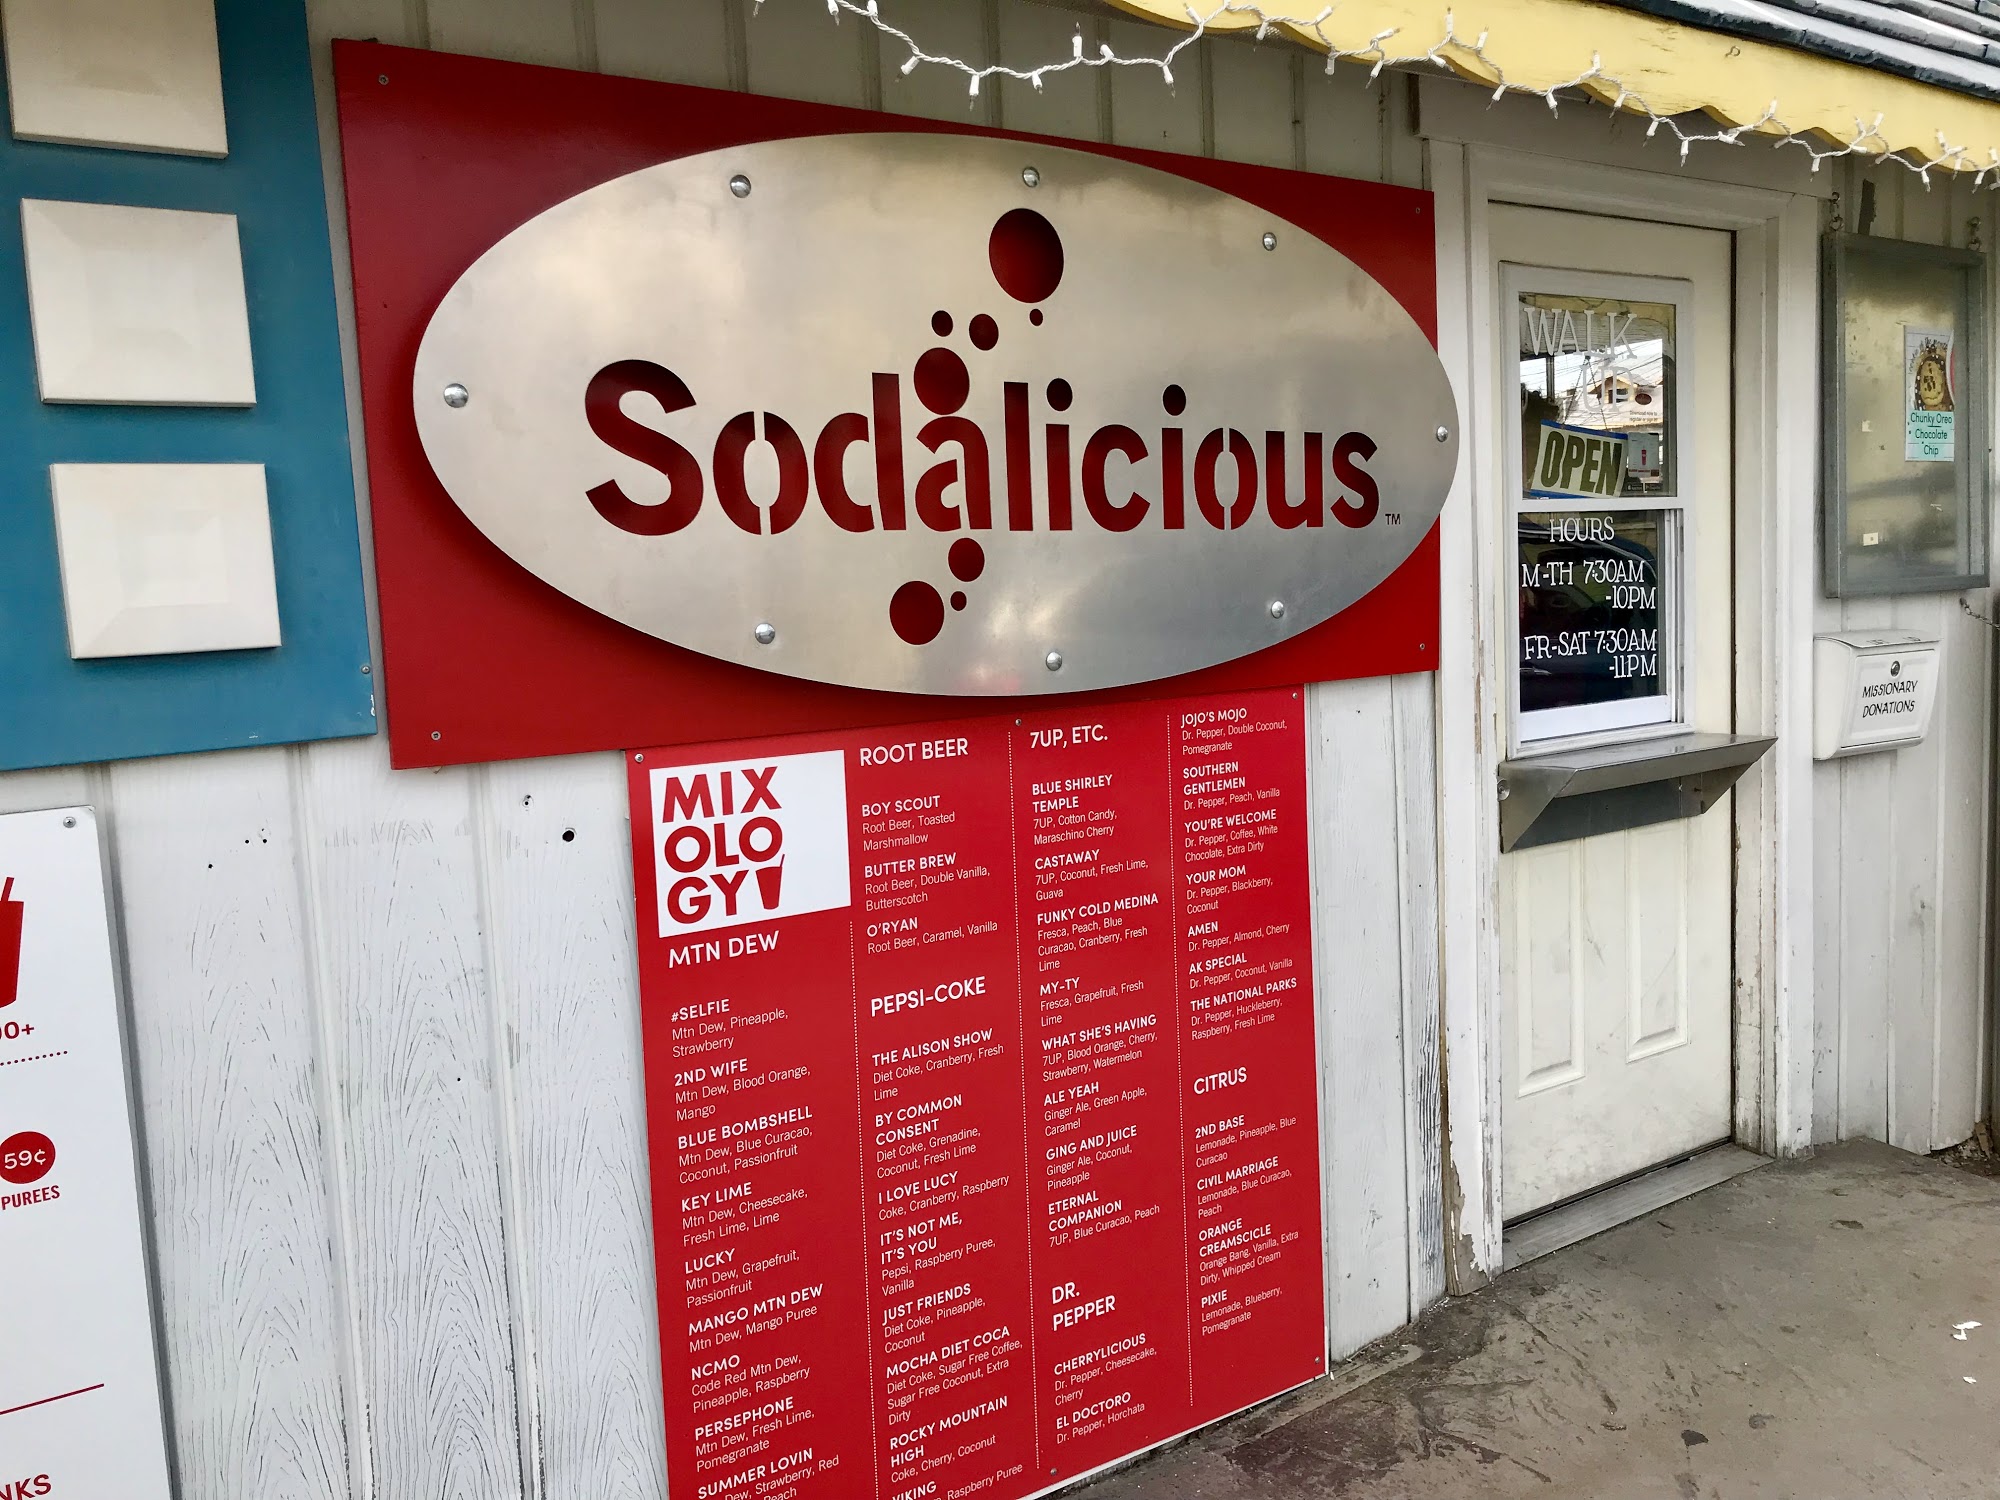 Sodalicious
TM
MIX
OLO
GY
MTN DEW
#SELFIE
Mtn Dew, Pineapple,
Strawberry
2ND WIFE
Mtn Dew, Blood Orange,
Mango
BLUE BOMBSHELL
Mtn Dew, Blue Curacao,
Coconut, Passionfruit
KEY LIME
Mtn Dew, Cheesecake,
Fresh Lime, Lime
LUCKY
Mtn Dew, Grapefruit,
Passionfruit
MANGO MTN DEW
Mtn Dew, Mango Puree
NCMO
Code Red Mtn Dew,
Pineapple, Raspberry
PERSEPHONE
Mtn Dew, Fresh Lime,
Pomegranate
SUMMER LOVIN
Dew, Strawberry, Red
Peach
ROOT BEER
BOY SCOUT
Root Beer, Toasted
Marshmallow
BUTTER BREW
Root Beer, Double Vanilla,
Butterscotch
O'RYAN
Root Beer, Caramel, Vanilla
PEPSI-COKE
THE ALISON SHOW
Diet Coke, Cranberry, Fresh
Lime
BY COMMON
CONSENT
Diet Coke, Grenadine,
Coconut, Fresh Lime
I LOVE LUCY
Coke, Cranberry, Raspberry
IT'S NOT ME,
IT'S YOU
Pepsi, Raspberry Puree,
Vanilla
JUST FRIENDS
Diet Coke, Pineapple,
Coconut
MOCHA DIET COCA
Diet Coke, Sugar Free Coffee,
Sugar Free Coconut, Extra
Dirty
ROCKY MOUNTAIN
HIGH
Coke, Cherry, Coconut
VIKING
Raspberry Puree
7UP, ETC.
BLUE SHIRLEY
TEMPLE
7UP, Cotton Candy,
Maraschino Cherry
CASTAWAY
7UP, Coconut, Fresh Lime,
Guava
FUNKY COLD MEDINA
Fresca, Peach, Blue
Curacao, Cranberry, Fresh
Lime
MY-TY
Fresca, Grapefruit, Fresh
Lime
WHAT SHE'S HAVING
7UP, Blood Orange, Cherry,
Strawberry, Watermelon
ALE YEAH
Ginger Ale, Green Apple,
Caramel
GING AND JUICE
Ginger Ale, Coconut,
Pineapple
ETERNAL
COMPANION
7UP, Blue Curacao, Peach
DR.
PEPPER
CHERRYLICIOUS
Dr. Pepper, Cheesecake,
Cherry
EL DOCTORO
Dr. Pepper, Horchata
JOJO'S MOJO
Dr. Pepper, Double Coconut,
Pomegranate
SOUTHERN
GENTLEMEN
Dr. Pepper, Peach, Vanilla
YOU'RE WELCOME
Dr. Pepper, Coffee, White
Chocolate, Extra Dirty
YOUR MOM
Dr. Pepper, Blackberry,
Coconut
AMEN
Dr. Pepper, Almond, Cherry
AK SPECIAL
Dr. Pepper, Coconut, Vanilla
THE NATIONAL PARKS
Dr. Pepper, Huckleberry,
Raspberry, Fresh Lime
CITRUS
2ND BASE
Lemonade, Pineapple, Blue
Curacao
CIVIL MARRIAGE
Lemonade, Blue Curacao,
Peach
ORANGE
CREAMSCICLE
Orange Bang, Vanilla, Extra
Dirty, Whipped Cream
PIXIE
Lemonade, Blueberry,
Pomegranate
WALK
UP
OPEN
HOURS
M-TH 7:30AM
-10PM
FR-SAT 7:30AM
-11PM
Chunky Oreo
Chocolate
Chip
MISSIONARY
DONATIONS
00+
59¢
PUREES
NKS